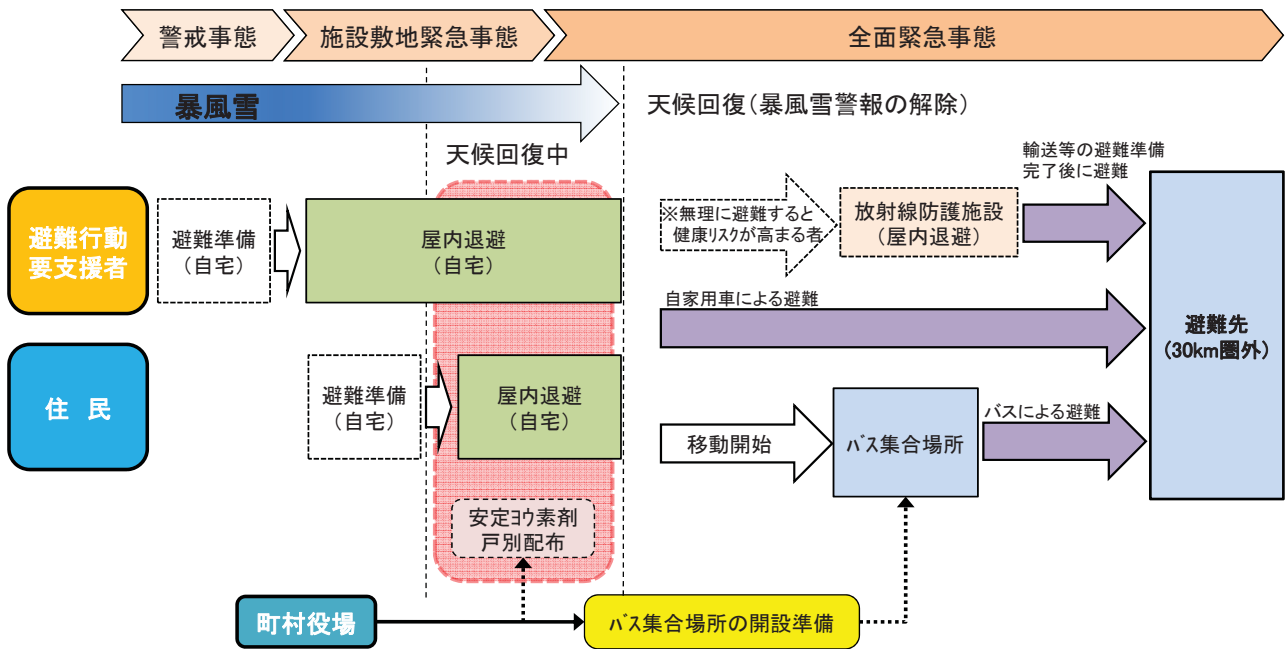 警戒事態
施設敷地緊急事態
全面緊急事態
暴風雪
天候回復(暴風雪警報の解除)
天候回復中
避難行動
要支援者
避難準備
(自宅)
屋内退避
(自宅)
※無理に避難すると
健康リスクが高まる者
放射線防護施設
(屋内退避)
輸送等の避難準備
完了後に避難
自家用車による避難
避難先
(30km圏外)
住 民
避難準備
(自宅)
屋内退避
(自宅)
移動開始
バス集合場所
バスによる避難
安定ヨウ素剤
戸別配布
町村役場
バス集合場所の開設準備